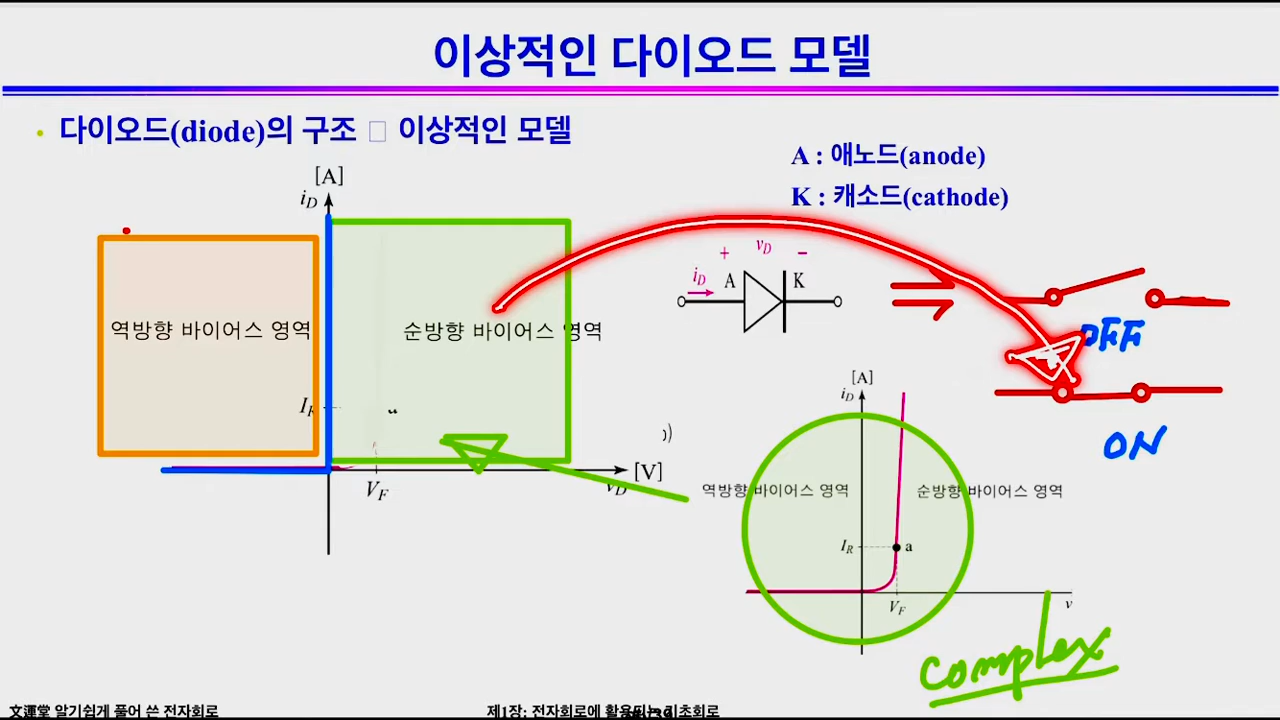 이상적인 다이오드 모델
다이오드(diode)의 구조 이상적인 모델
A : 애노드(anode)
K : 캐소드(cathode)
[A]
iD
역방향 바이어스 영역
순방향 바이어스 영역
a
VF
vD
[V]
+ vD −
iD
A
K
OFF
ON
[A]
iD
역방향 바이어스 영역
순방향 바이어스 영역
IR
a
VF
v
complex
文運堂 알기쉽게 풀어 쓴 전자회로
제1장: 전자회로에 활용되는 기초회로